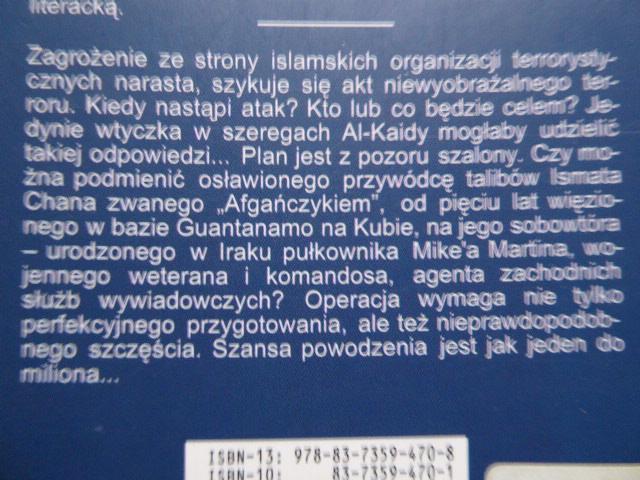 literacką.
Zagrożenie ze strony islamskich organizacji terrorysty-
cznych narasta, szykuje się akt niewyobrażalnego ter-
roru. Kiedy nastąpi atak? Kto lub co będzie celem? Je-
dynie wtyczka w szeregach Al-Kaidy mogłaby udzielić
takiej odpowiedzi... Plan jest z pozoru szalony. Czy mo-
żna podmienić osławionego przywódcę talibów Ismata
Chana zwanego „Afgańczykiem”, od pięciu lat więzio-
nego w bazie Guantanamo na Kubie, na jego sobowtóra
– urodzonego w Iraku pułkownika Mike'a Martina, wo-
jennego weterana i komandosa, agenta zachodnich
służb wywiadowczych? Operacja wymaga nie tylko
perfekcyjnego przygotowania, ale też nieprawdopodob-
nego szczęścia. Szansa powodzenia jest jak jeden do
miliona...
ISBN-13: 978-83-7359-470-8
ISBN-10: 83-7359-470-1